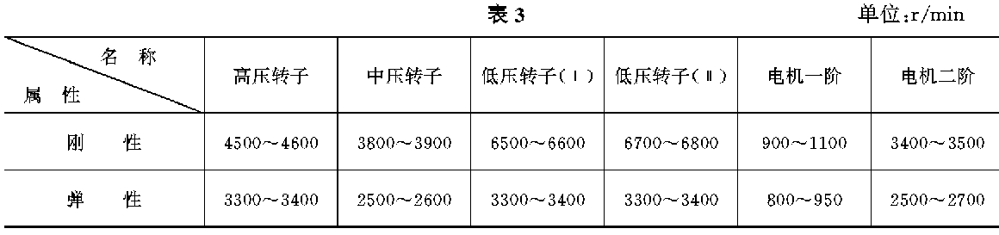 表3
单位:r/min
名 称
属 性
高压转子 中压转子 低压转子(Ⅰ) 低压转子(Ⅱ) 电机一阶 电机二阶
刚 性 4500~4600 3800~3900 6500~6600 6700~6800 900~1100 3400~3500
弹 性 3300~3400 2500~2600 3300~3400 3300~3400 800~950 2500~2700